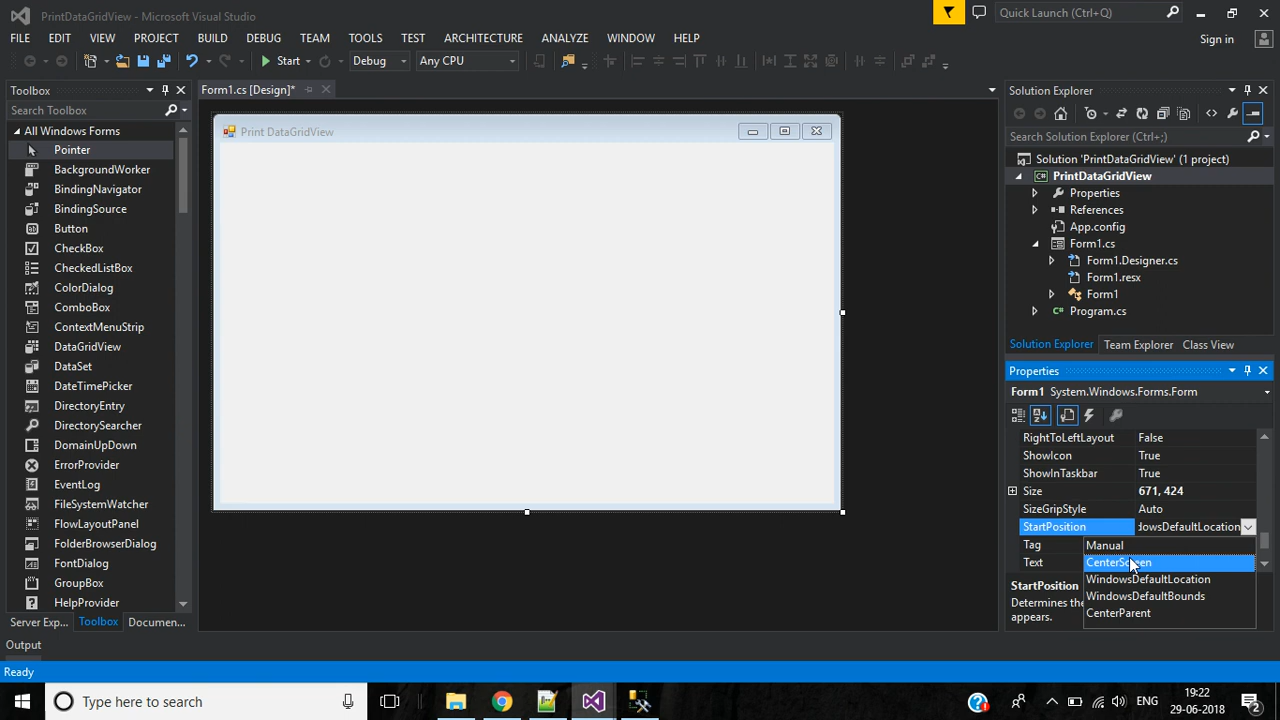 PrintDataGridView - Microsoft Visual Studio
Quick Launch (Ctrl+Q)
FILE EDIT VIEW PROJECT BUILD DEBUG TEAM TOOLS TEST ARCHITECTURE ANALYZE WINDOW HELP
Sign in
Start Debug Any CPU
Toolbox
Search Toolbox
All Windows Forms
Pointer
BackgroundWorker
BindingNavigator
BindingSource
Button
CheckBox
CheckedListBox
ColorDialog
ComboBox
ContextMenuStrip
DataGridView
DataSet
DateTimePicker
DirectoryEntry
DirectorySearcher
DomainUpDown
ErrorProvider
EventLog
FileSystemWatcher
FlowLayoutPanel
FolderBrowserDialog
FontDialog
GroupBox
HelpProvider
Server Exp... Toolbox Documen...
Form1.cs [Design]*
Print DataGridView
Solution Explorer
Search Solution Explorer (Ctrl+;)
Solution 'PrintDataGridView' (1 project)
PrintDataGridView
Properties
References
App.config
Form1.cs
Form1.Designer.cs
Form1.resx
Form1
Program.cs
Solution Explorer Team Explorer Class View
Properties
Form1 System.Windows.Forms.Form
RightToLeftLayout False
ShowIcon True
ShowInTaskbar True
Size 671, 424
SizeGripStyle Auto
StartPosition lowsDefaultLocation
Tag
Text
Manual
CenterScreen
WindowsDefaultLocation
WindowsDefaultBounds
CenterParent
StartPosition
Determines the
appears.
Output
Ready
Type here to search
ENG
19:22
29-06-2018
2